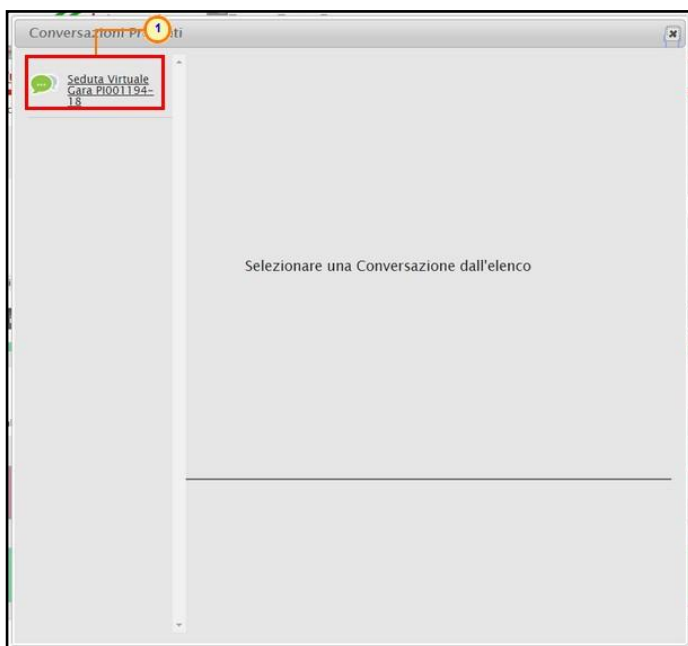 Conversazioni Pr
ti
1
Seduta Virtuale
Gara PI001194-
18
Selezionare una Conversazione dall'elenco